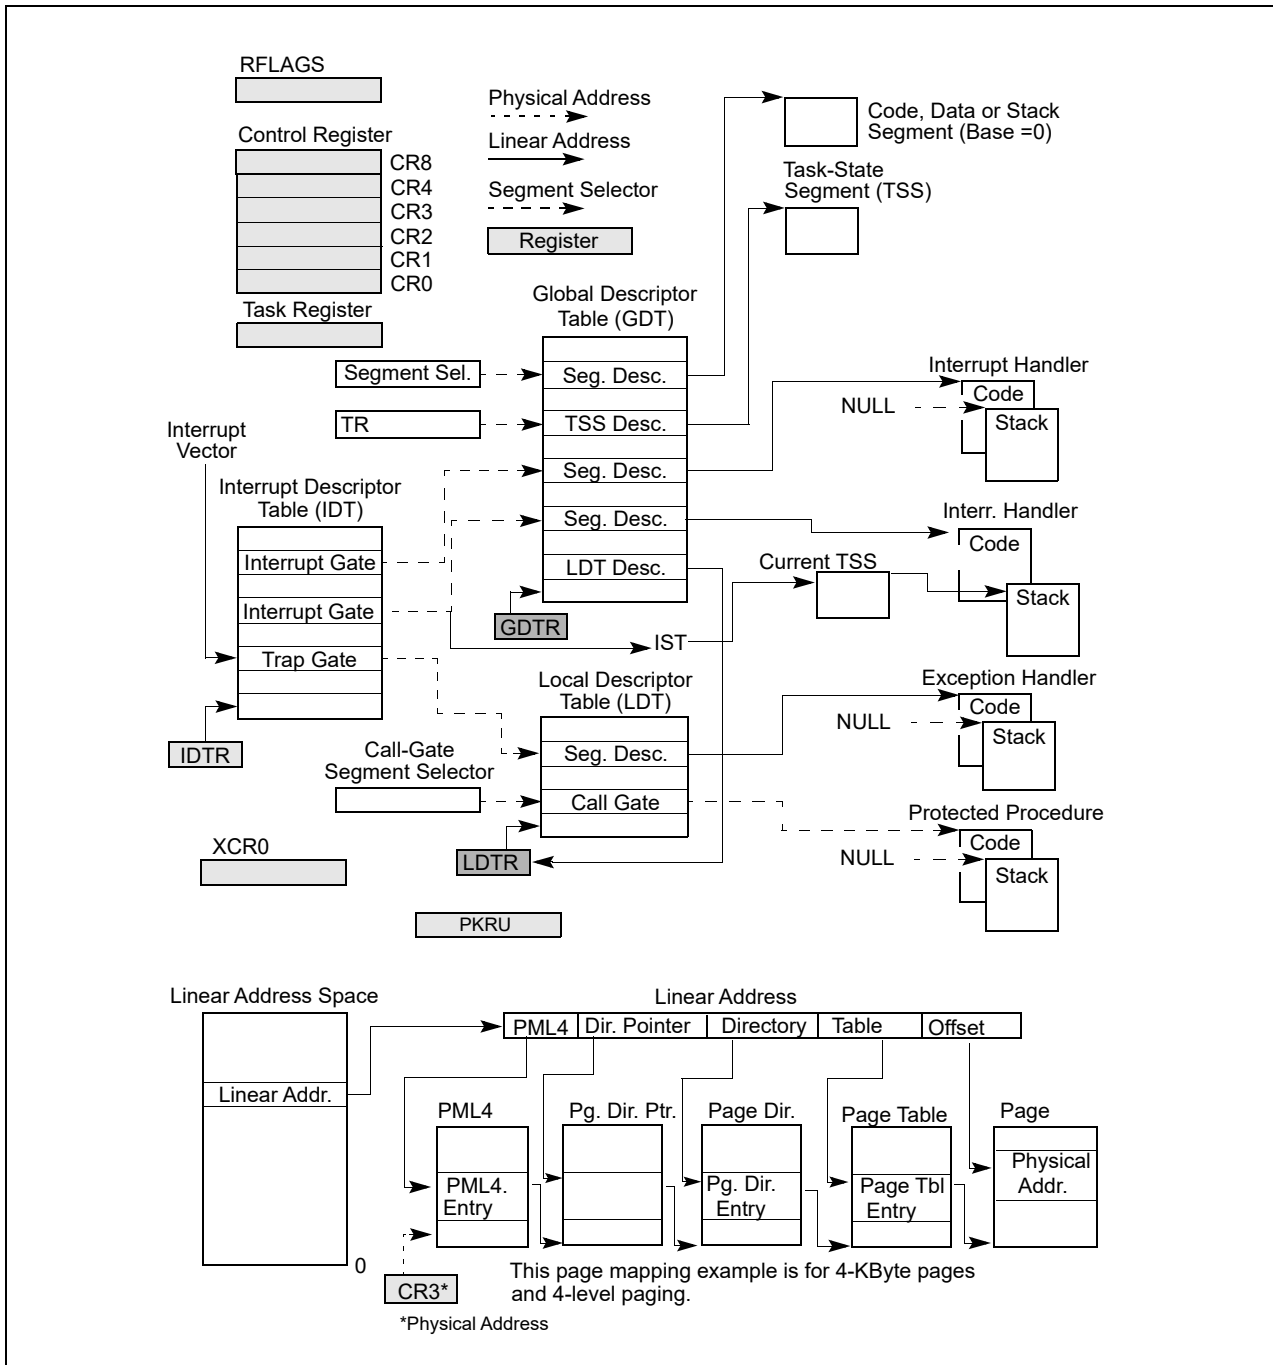 RFLAGS
Control Register
CR8
CR4
CR3
CR2
CR1
CR0
Task Register
Physical Address
Linear Address
Segment Selector
Register
Code, Data or Stack
Segment (Base =0)
Task-State
Segment (TSS)
Global Descriptor
Table (GDT)
Segment Sel.
Seg. Desc.
TR
TSS Desc.
Seg. Desc.
Seg. Desc.
LDT Desc.
GDTR
Interrupt
Vector
Interrupt Descriptor
Table (IDT)
Interrupt Gate
Interrupt Gate
Trap Gate
IDTR
Interrupt Handler
Code
NULL
Stack
Interr. Handler
Code
Current TSS
Stack
IST
Local Descriptor
Table (LDT)
Seg. Desc.
Call Gate
Call-Gate
Segment Selector
LDTR
Exception Handler
Code
NULL
Stack
Protected Procedure
Code
NULL
Stack
XCR0
PKRU
Linear Address Space
Linear Addr.
0
Linear Address
PML4
Dir. Pointer
Directory
Table
Offset
PML4
Pg. Dir. Ptr.
Page Dir.
Page Table
Page
PML4.
Entry
Pg. Dir.
Entry
Page Tbl
Entry
Physical
Addr.
CR3*
This page mapping example is for 4-KByte pages
and 4-level paging.
*Physical Address